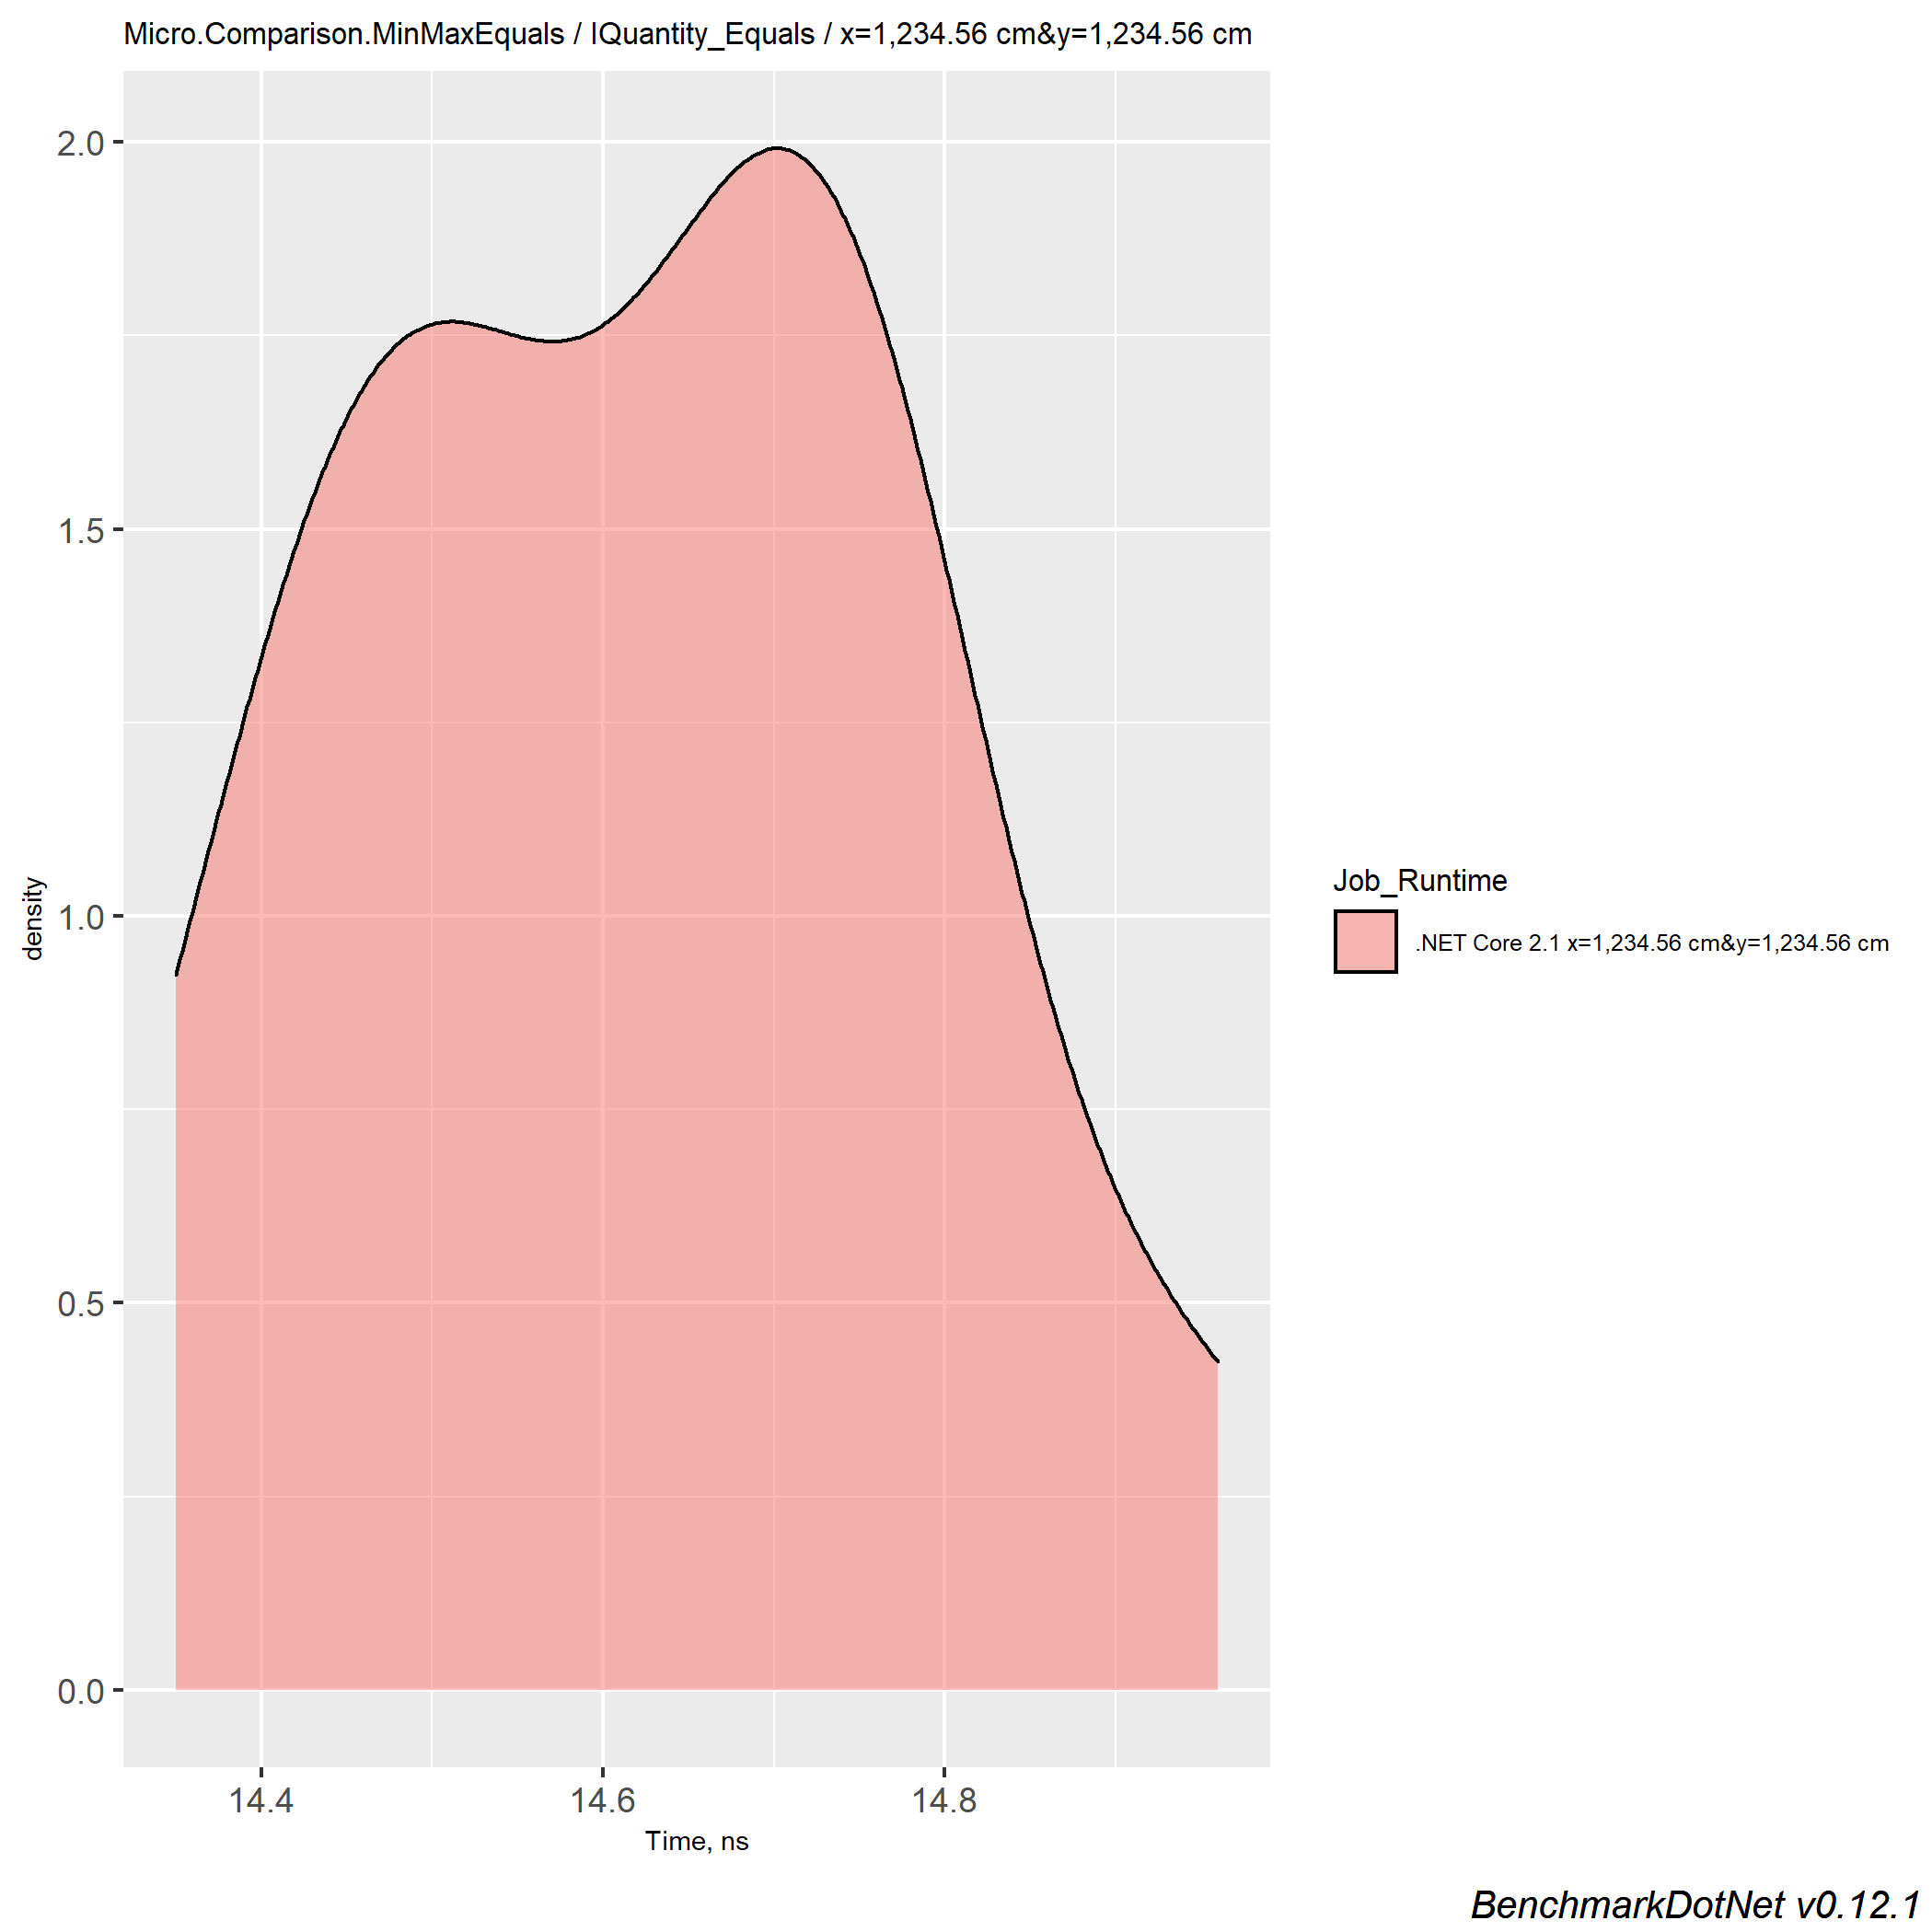 Micro.Comparison.MinMaxEquals / IQuantity_Equals / x=1,234.56 cm&y=1,234.56 cm
2.0
1.5
1.0
0.5
0.0
density
14.4 14.6 14.8
Time, ns
Job_Runtime
.NET Core 2.1 x=1,234.56 cm&y=1,234.56 cm
BenchmarkDotNet v0.12.1